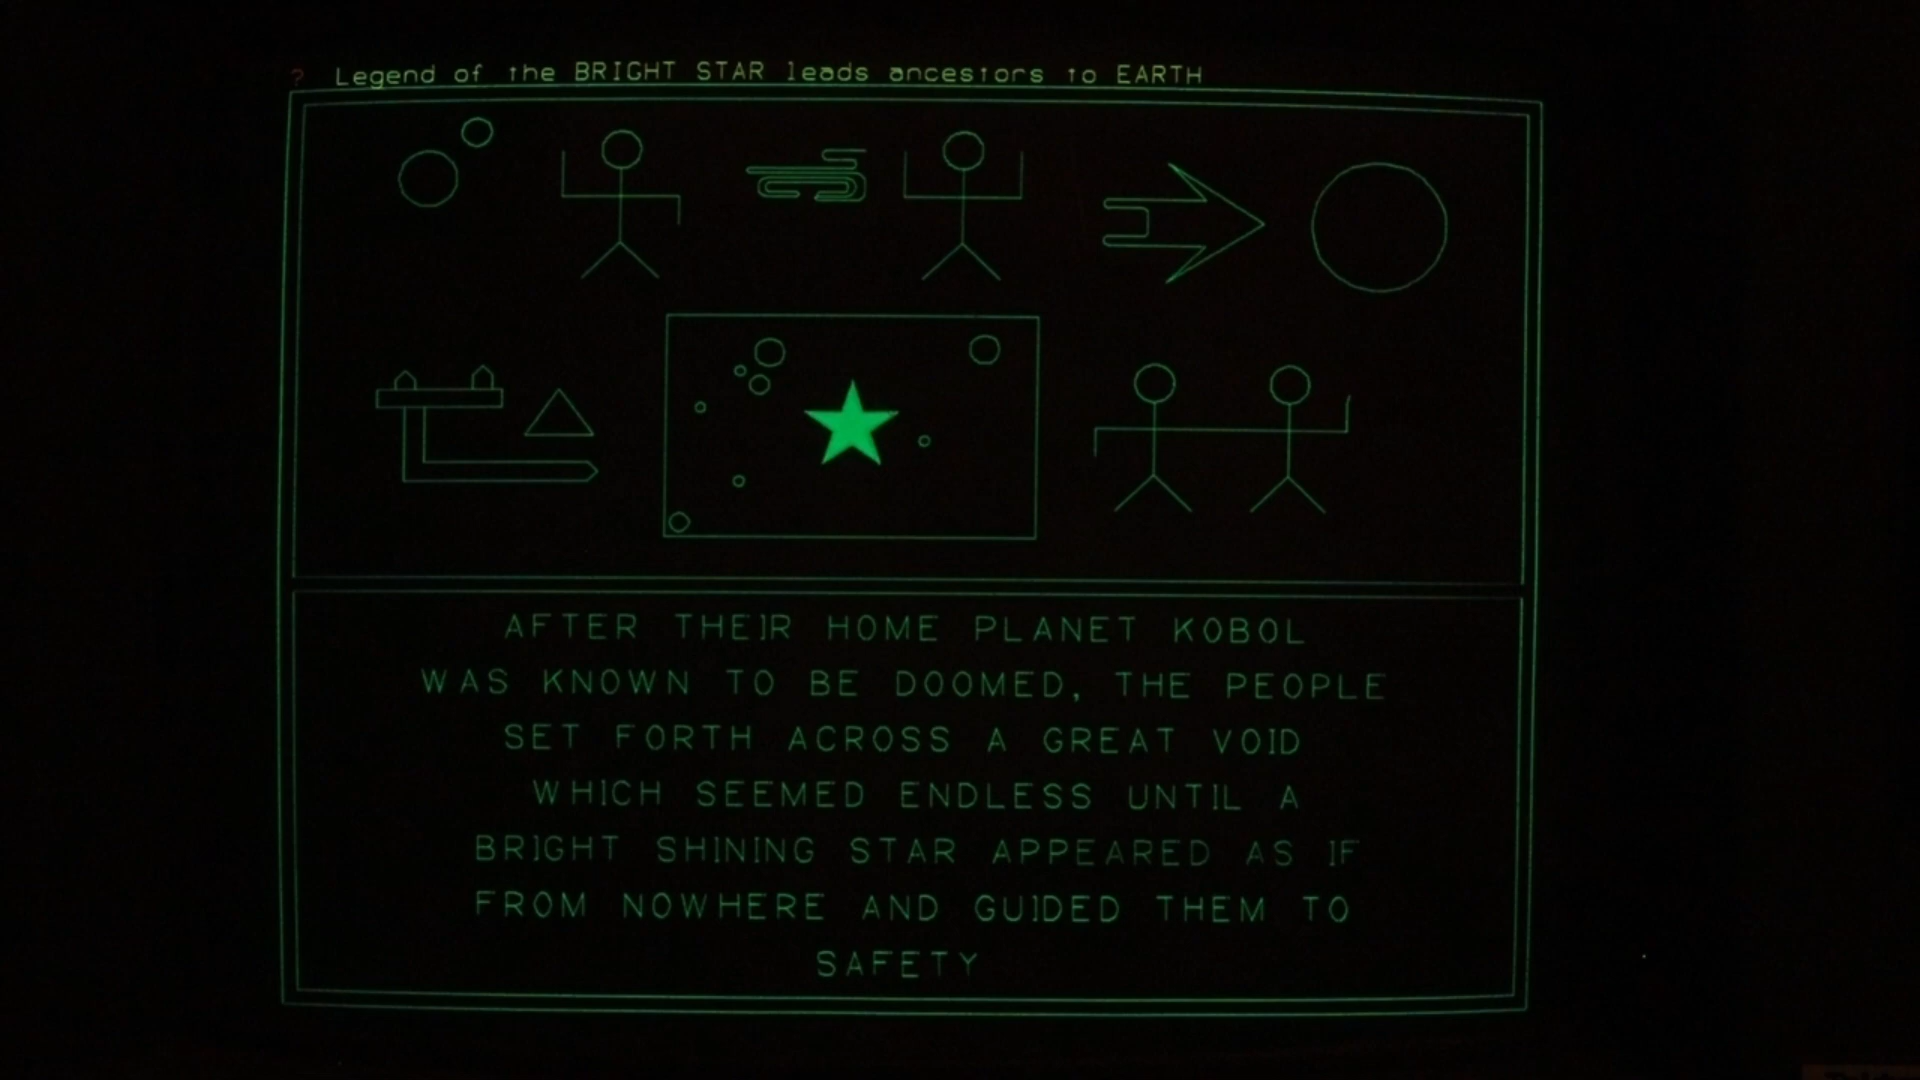 ? Legend of the BRIGHT STAR leads ancestors to EARTH
AFTER THEIR HOME PLANET KOBOL
WAS KNOWN TO BE DOOMED, THE PEOPLE
SET FORTH ACROSS A GREAT VOID
WHICH SEEMED ENDLESS UNTIL A
BRIGHT SHINING STAR APPEARED AS IF
FROM NOWHERE AND GUIDED THEM TO
SAFETY